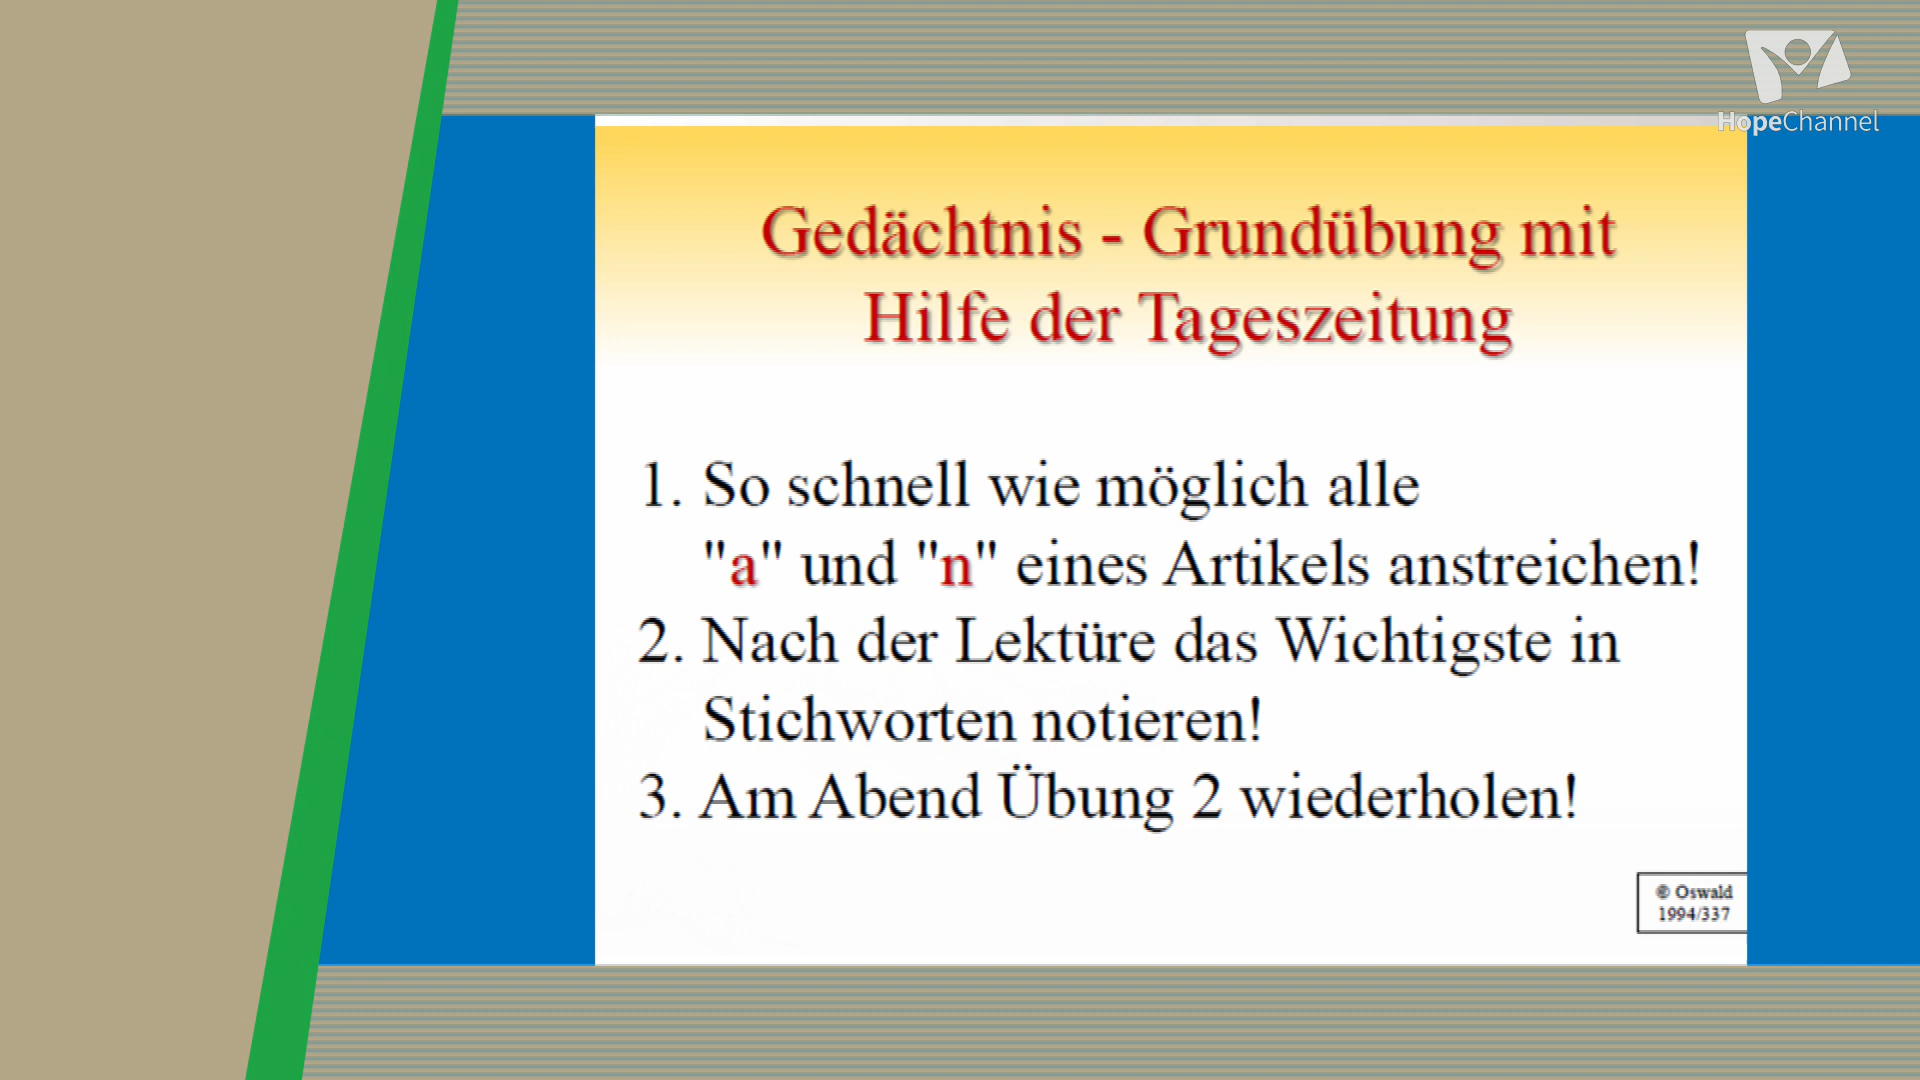 HopeChannel
Gedächtnis - Grundübung mit
Hilfe der Tageszeitung
1. So schnell wie möglich alle
"a" und "n" eines Artikels anstreichen!
2. Nach der Lektüre das Wichtigste in
Stichworten notieren!
3. Am Abend Übung 2 wiederholen!
© Oswald
1994/337